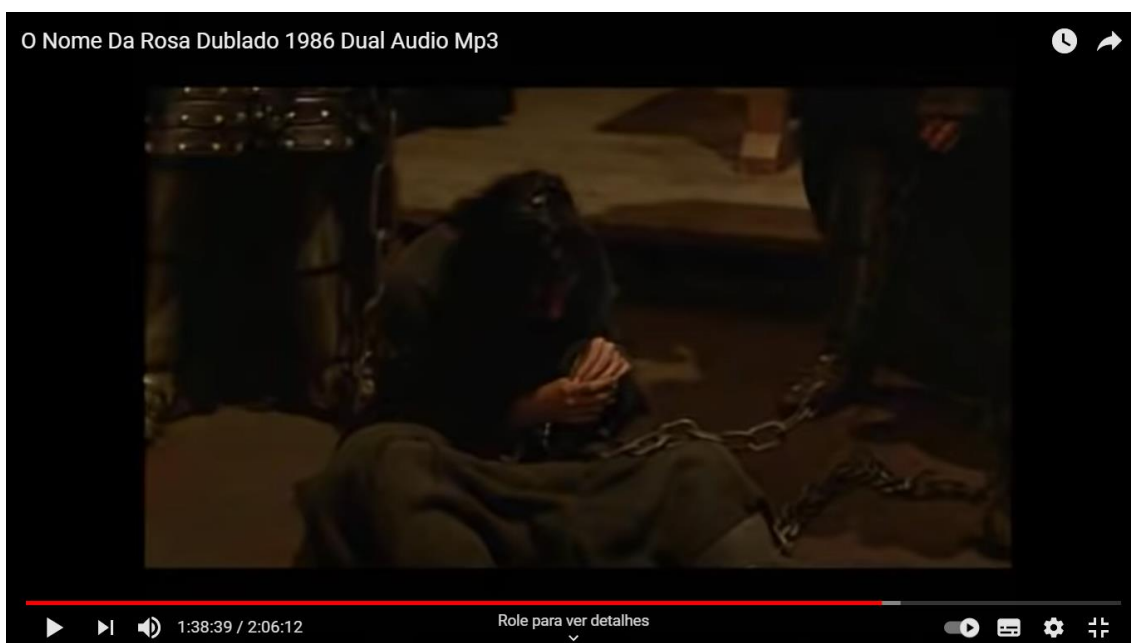 O Nome Da Rosa Dublado 1986 Dual Audio Mp3
1:38:39 / 2:06:12
Role para ver detalhes